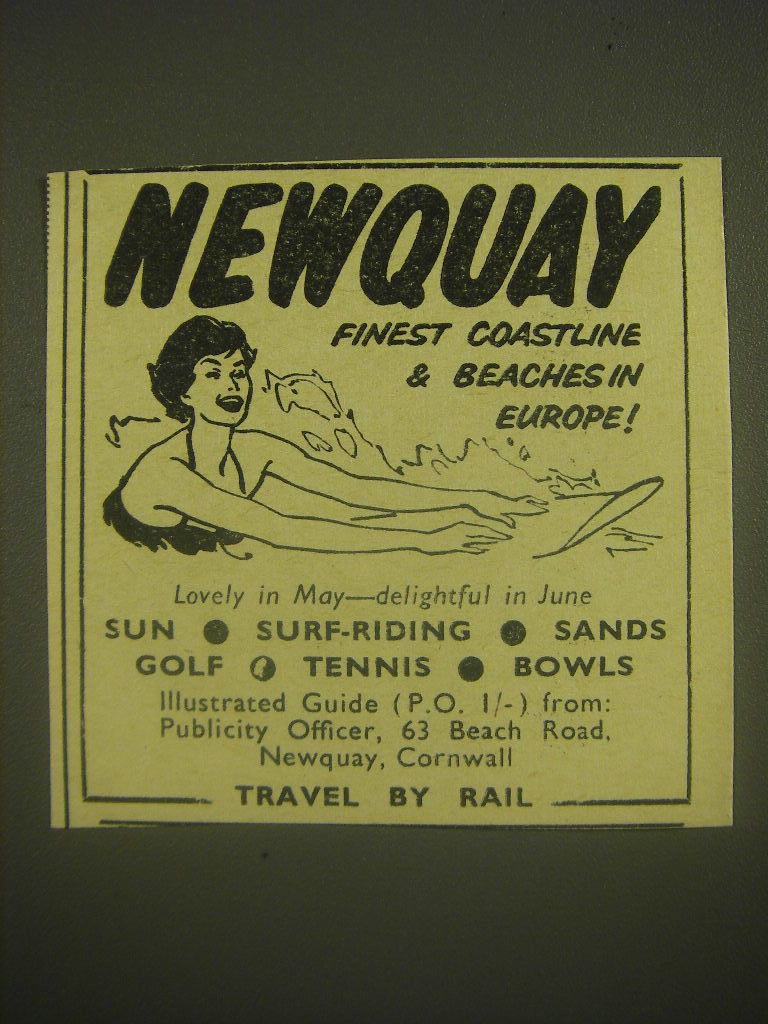 NEWQUAY
FINEST COASTLINE
& BEACHES IN
EUROPE!
Lovely in May—delightful in June
SUN ● SURF-RIDING ● SANDS
GOLF ● TENNIS ● BOWLS
Illustrated Guide (P.O. 1/-) from:
Publicity Officer, 63 Beach Road,
Newquay, Cornwall
TRAVEL BY RAIL